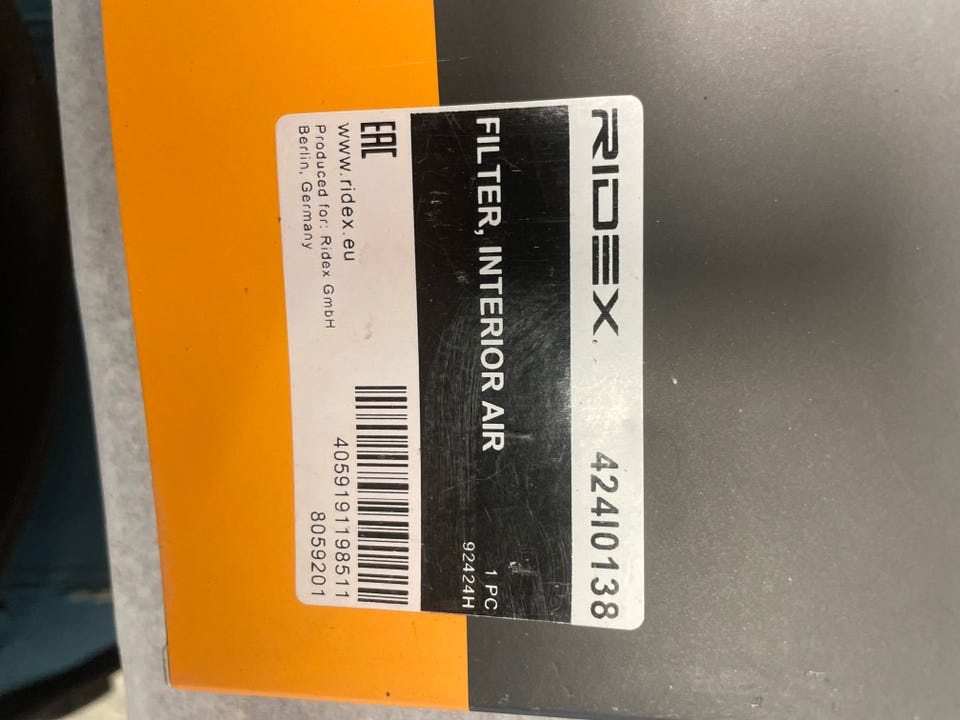 RIDEX 424I0138
FILTER, INTERIOR AIR
1 PC
92424H
EAC
www.ridex.eu
Produced for: Ridex GmbH
Berlin, Germany
4059191198511
8059201